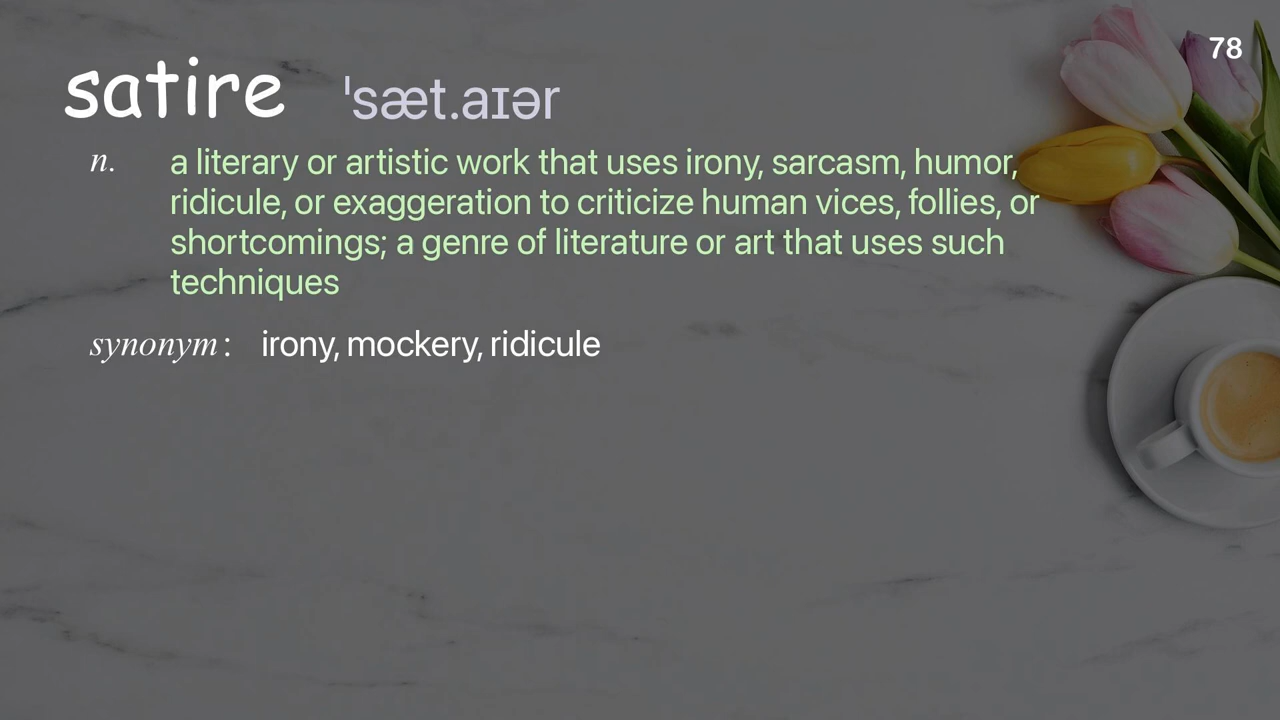 78
satire ˈsæt.aɪər
n. a literary or artistic work that uses irony, sarcasm, humor,
ridicule, or exaggeration to criticize human vices, follies, or
shortcomings; a genre of literature or art that uses such
techniques
synonym : irony, mockery, ridicule